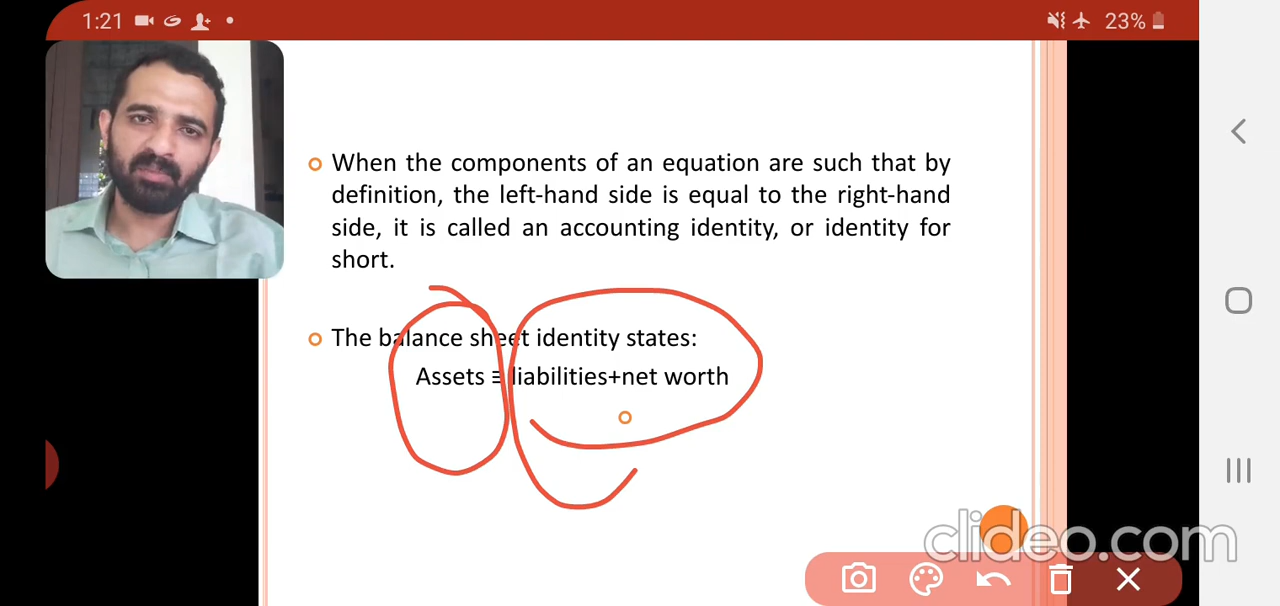 1:21
23%
When the components of an equation are such that by
definition, the left-hand side is equal to the right-hand
side, it is called an accounting identity, or identity for
short.
The balance sheet identity states:
Assets ≡ liabilities+net worth
clideo.com